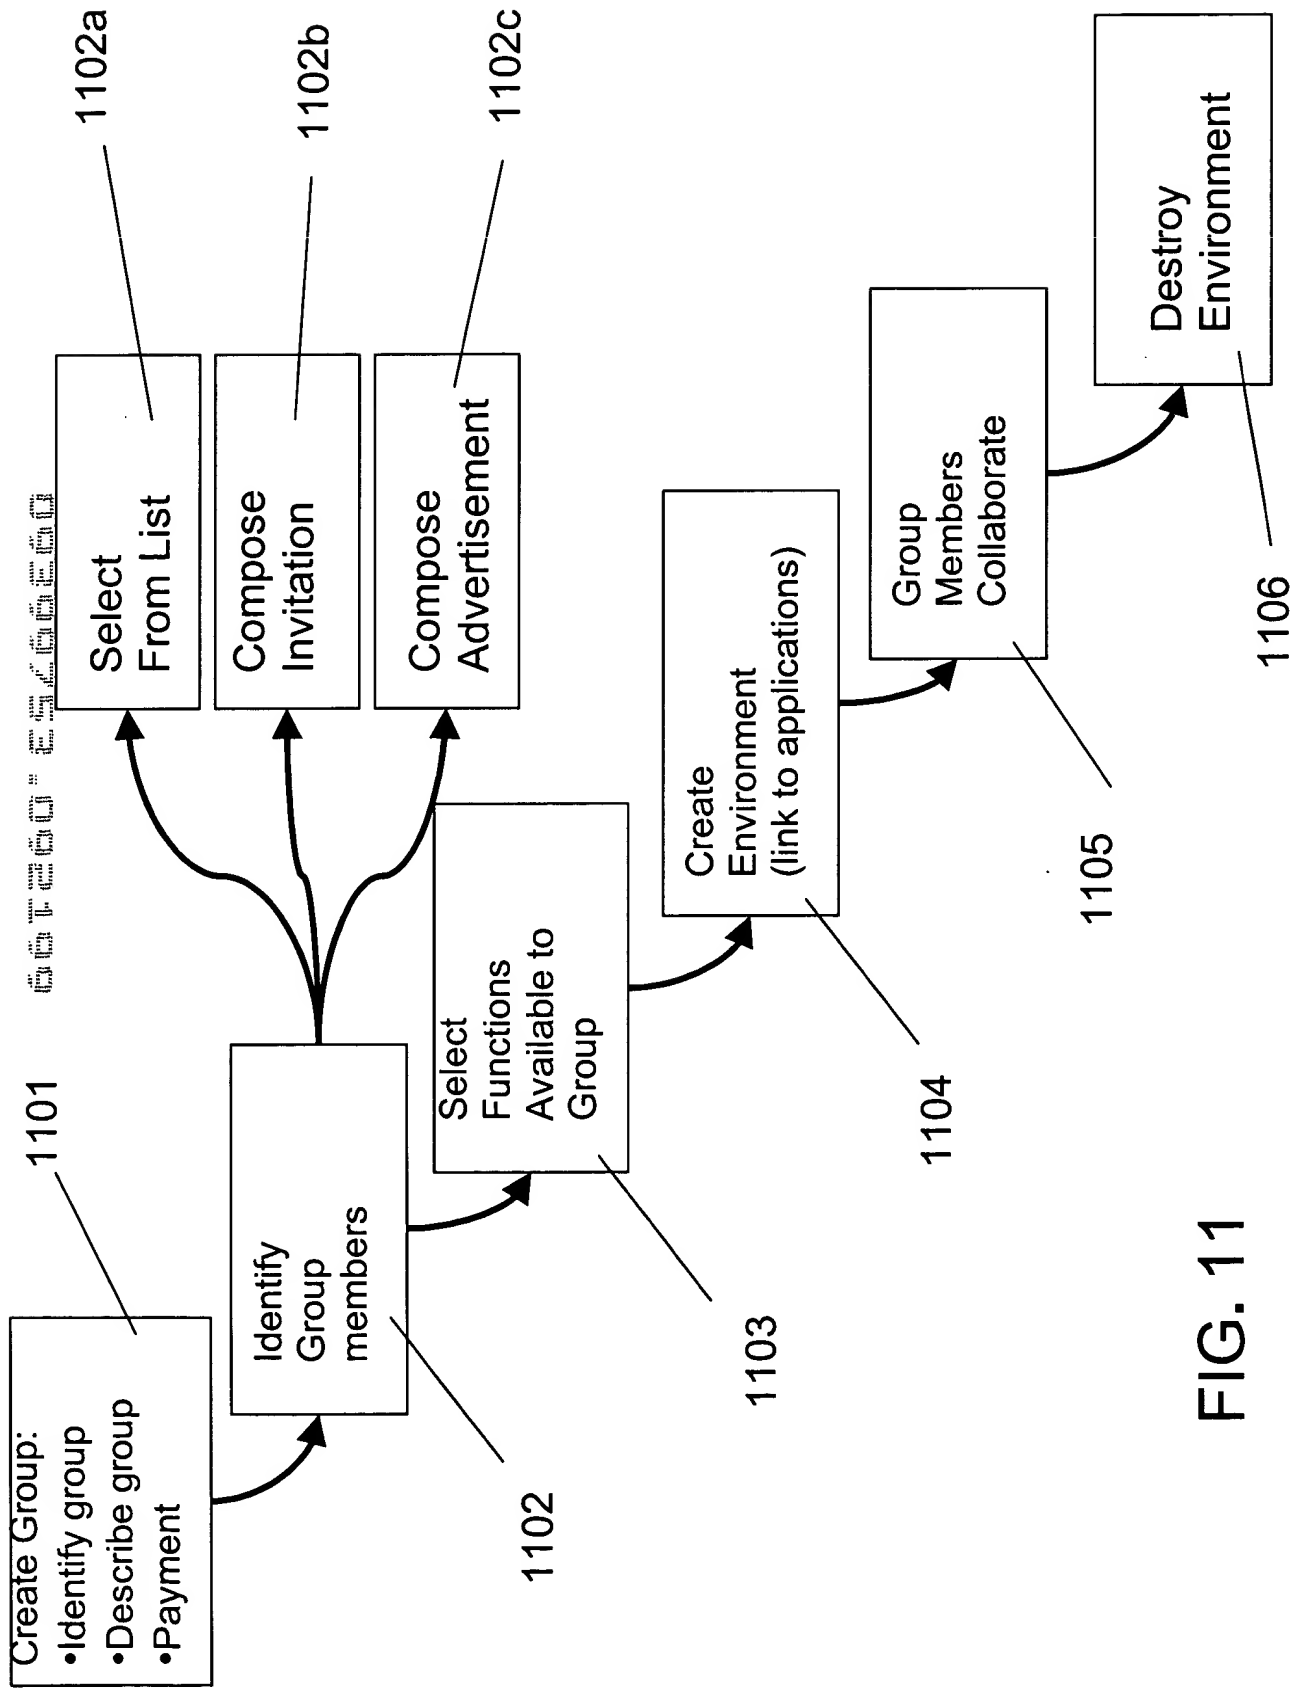 Create Group:
•Identify group
•Describe group
•Payment
1101
Identify
Group
members
1102
Select
From List
1102a
Compose
Invitation
1102b
Compose
Advertisement
1102c
Select
Functions
Available to
Group
1103
Create
Environment
(link to applications)
1104
Group
Members
Collaborate
1105
Destroy
Environment
1106
FIG. 11